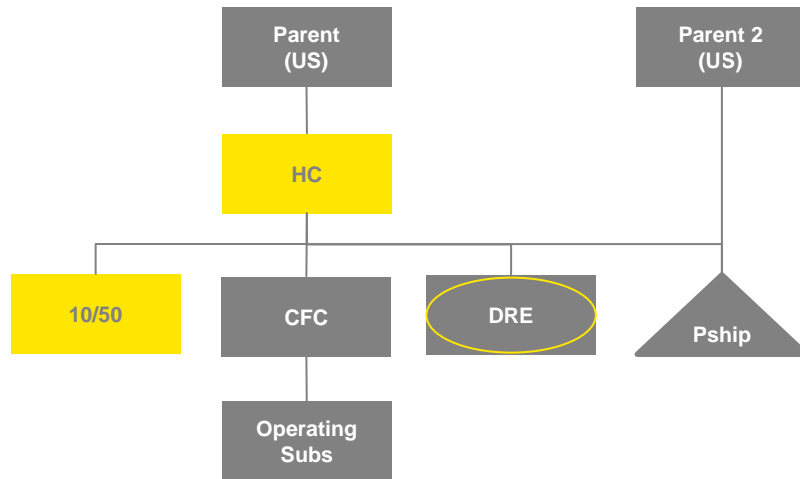 Parent
(US)
Parent 2
(US)
HC
10/50
CFC
DRE
Pship
Operating
Subs